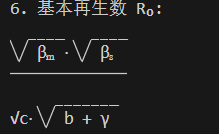 6. 基本再生数 R₀:
√βₘ · √βₛ
√c·√b + γ